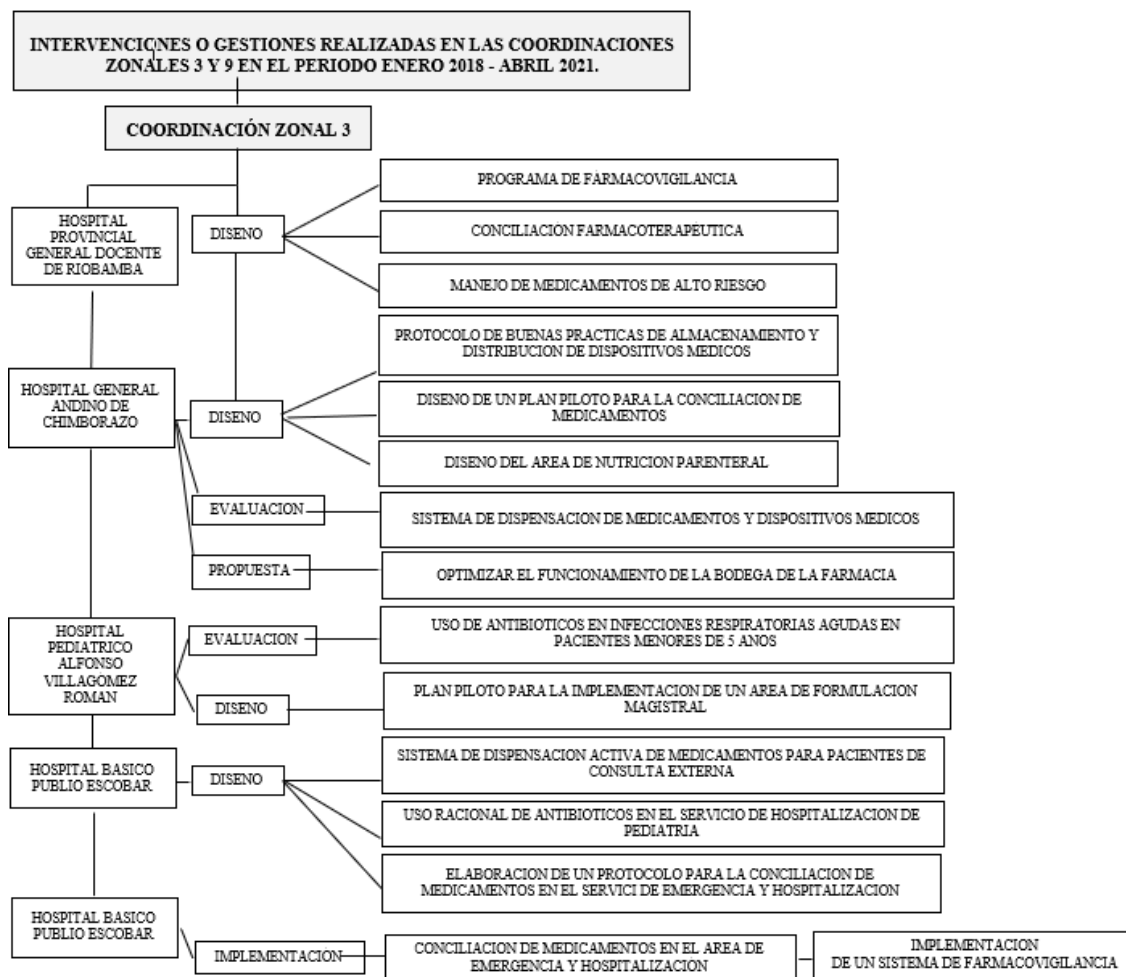 INTERVENCIONES O GESTIONES REALIZADAS EN LAS COORDINACIONES
ZONALES 3 Y 9 EN EL PERIODO ENERO 2018 - ABRIL 2021.
COORDINACIÓN ZONAL 3
HOSPITAL
PROVINCIAL
GENERAL DOCENTE
DE RIOBAMBA
DISENO
PROGRAMA DE FARMACOVIGILANCIA
CONCILIACIÓN FARMACOTERAPÉUTICA
MANEJO DE MEDICAMENTOS DE ALTO RIESGO
HOSPITAL GENERAL
ANDINO DE
CHIMBORAZO
DISENO
PROTOCOLO DE BUENAS PRACTICAS DE ALMACENAMIENTO Y
DISTRIBUCION DE DISPOSITIVOS MEDICOS
DISENO DE UN PLAN PILOTO PARA LA CONCILIACION DE
MEDICAMENTOS
DISENO DEL AREA DE NUTRICION PARENTERAL
EVALUACION
SISTEMA DE DISPENSACION DE MEDICAMENTOS Y DISPOSITIVOS MEDICOS
PROPUESTA
OPTIMIZAR EL FUNCIONAMIENTO DE LA BODEGA DE LA FARMACIA
HOSPITAL
PEDIATRICO
ALFONSO
VILLAGOMEZ
ROMAN
EVALUACION
USO DE ANTIBIOTICOS EN INFECCIONES RESPIRATORIAS AGUDAS EN
PACIENTES MENORES DE 5 ANOS
DISENO
PLAN PILOTO PARA LA IMPLEMENTACION DE UN AREA DE FORMULACION
MAGISTRAL
HOSPITAL BASICO
PUBLIO ESCOBAR
DISENO
SISTEMA DE DISPENSACION ACTIVA DE MEDICAMENTOS PARA PACIENTES DE
CONSULTA EXTERNA
USO RACIONAL DE ANTIBIOTICOS EN EL SERVICIO DE HOSPITALIZACION DE
PEDIATRIA
ELABORACION DE UN PROTOCOLO PARA LA CONCILIACION DE
MEDICAMENTOS EN EL SERVICI DE EMERGENCIA Y HOSPITALIZACION
HOSPITAL BASICO
PUBLIO ESCOBAR
IMPLEMENTACIÓN
CONCILIACION DE MEDICAMENTOS EN EL AREA DE
EMERGENCIA Y HOSPITALIZACIÓN
IMPLEMENTACION
DE UN SISTEMA DE FARMACOVIGILANCIA